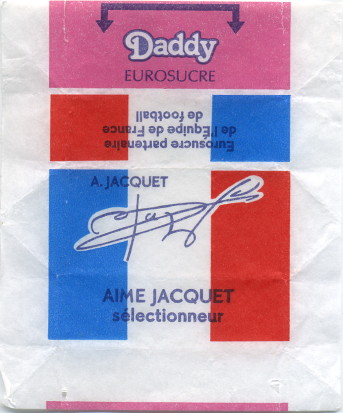 Daddy
EUROSUCRE
Eurosucre partenaire
de l'Équipe de France
de football
A. JACQUET
AIME JACQUET
sélectionneur